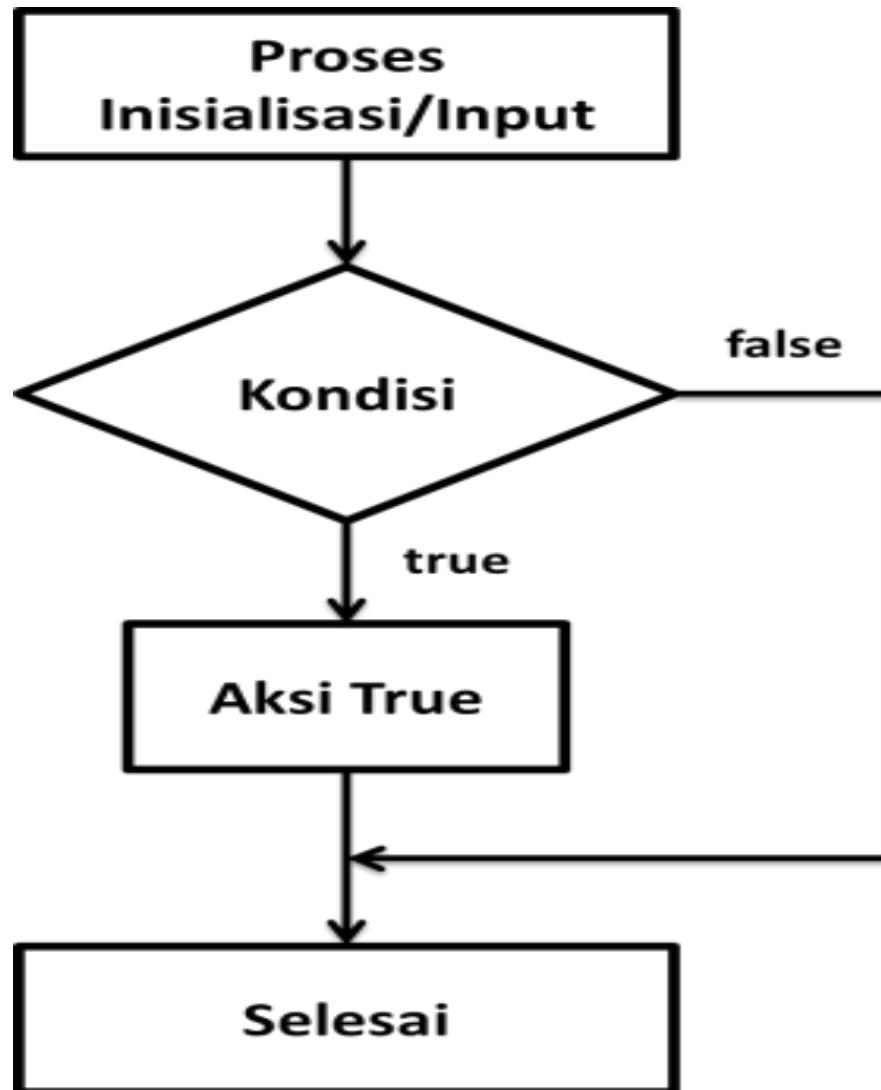 Proses
Inisialisasi/Input
Kondisi
false
true
Aksi True
Selesai